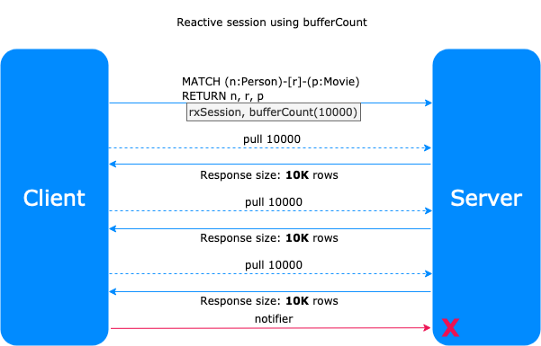 Reactive session using bufferCount
MATCH (n:Person)-[r]-(p:Movie)
RETURN n, r, p
rxSession, bufferCount(10000)
pull 10000
Response size: 10K rows
pull 10000
Response size: 10K rows
pull 10000
Response size: 10K rows
notifier
Client
Server
X